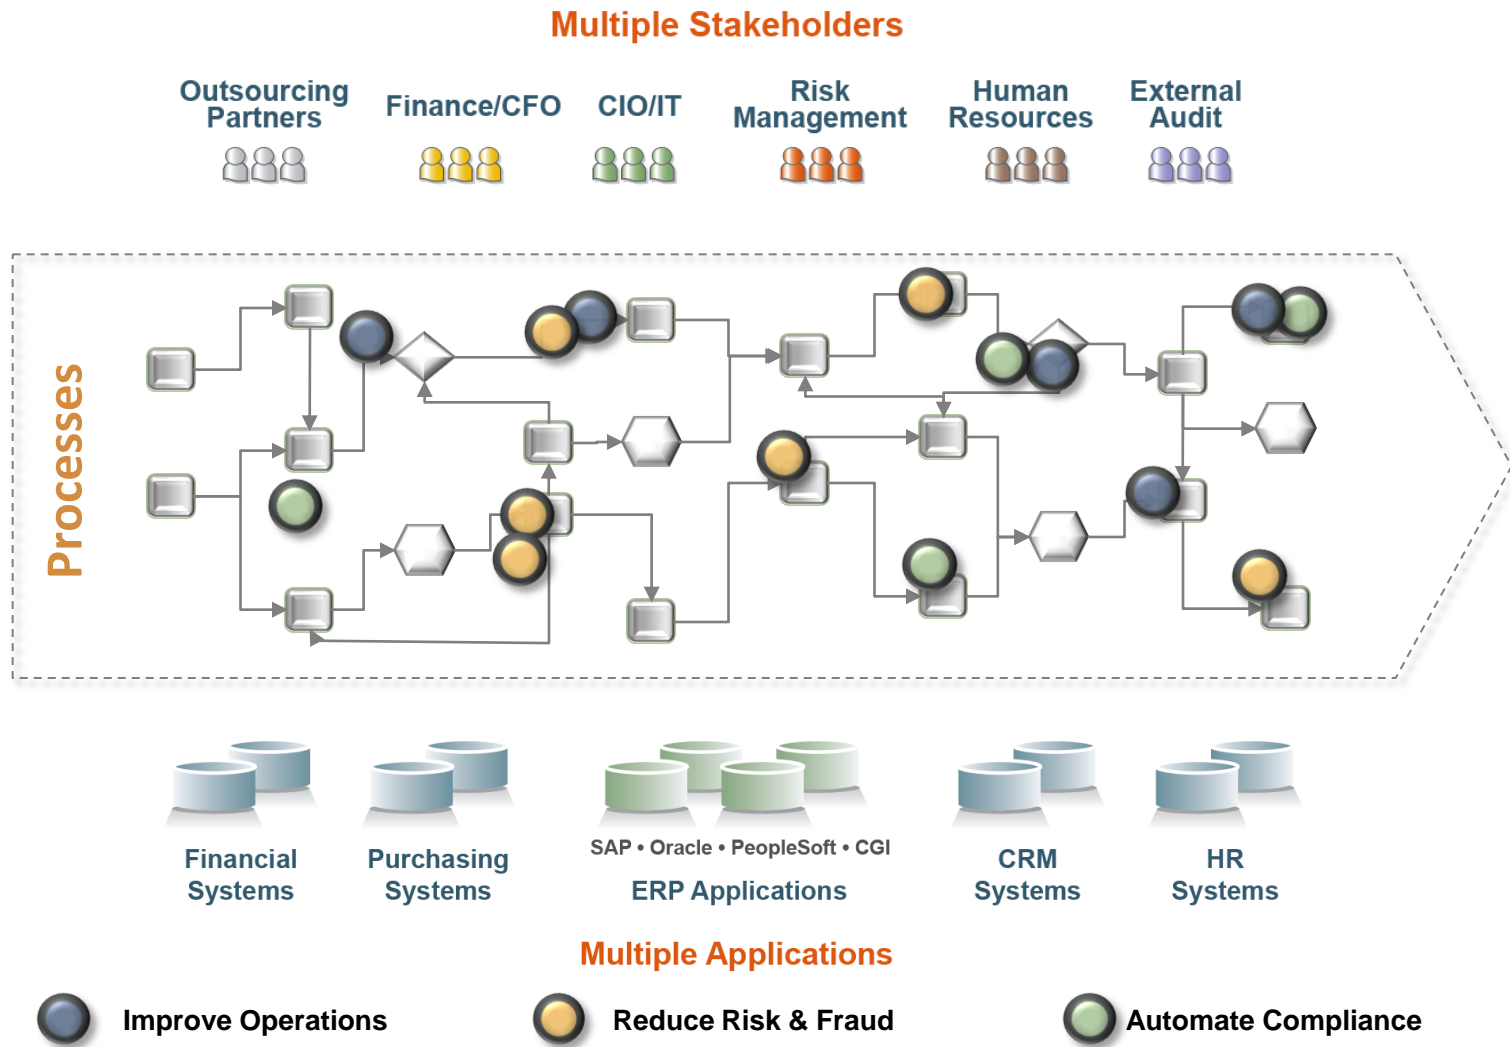 Multiple Stakeholders
Outsourcing
Partners
Finance/CFO
CIO/IT
Risk
Management
Human
Resources
External
Audit
Processes
SAP • Oracle • PeopleSoft • CGI
Financial
Systems
Purchasing
Systems
ERP Applications
CRM
Systems
HR
Systems
Multiple Applications
Improve Operations
Reduce Risk & Fraud
Automate Compliance